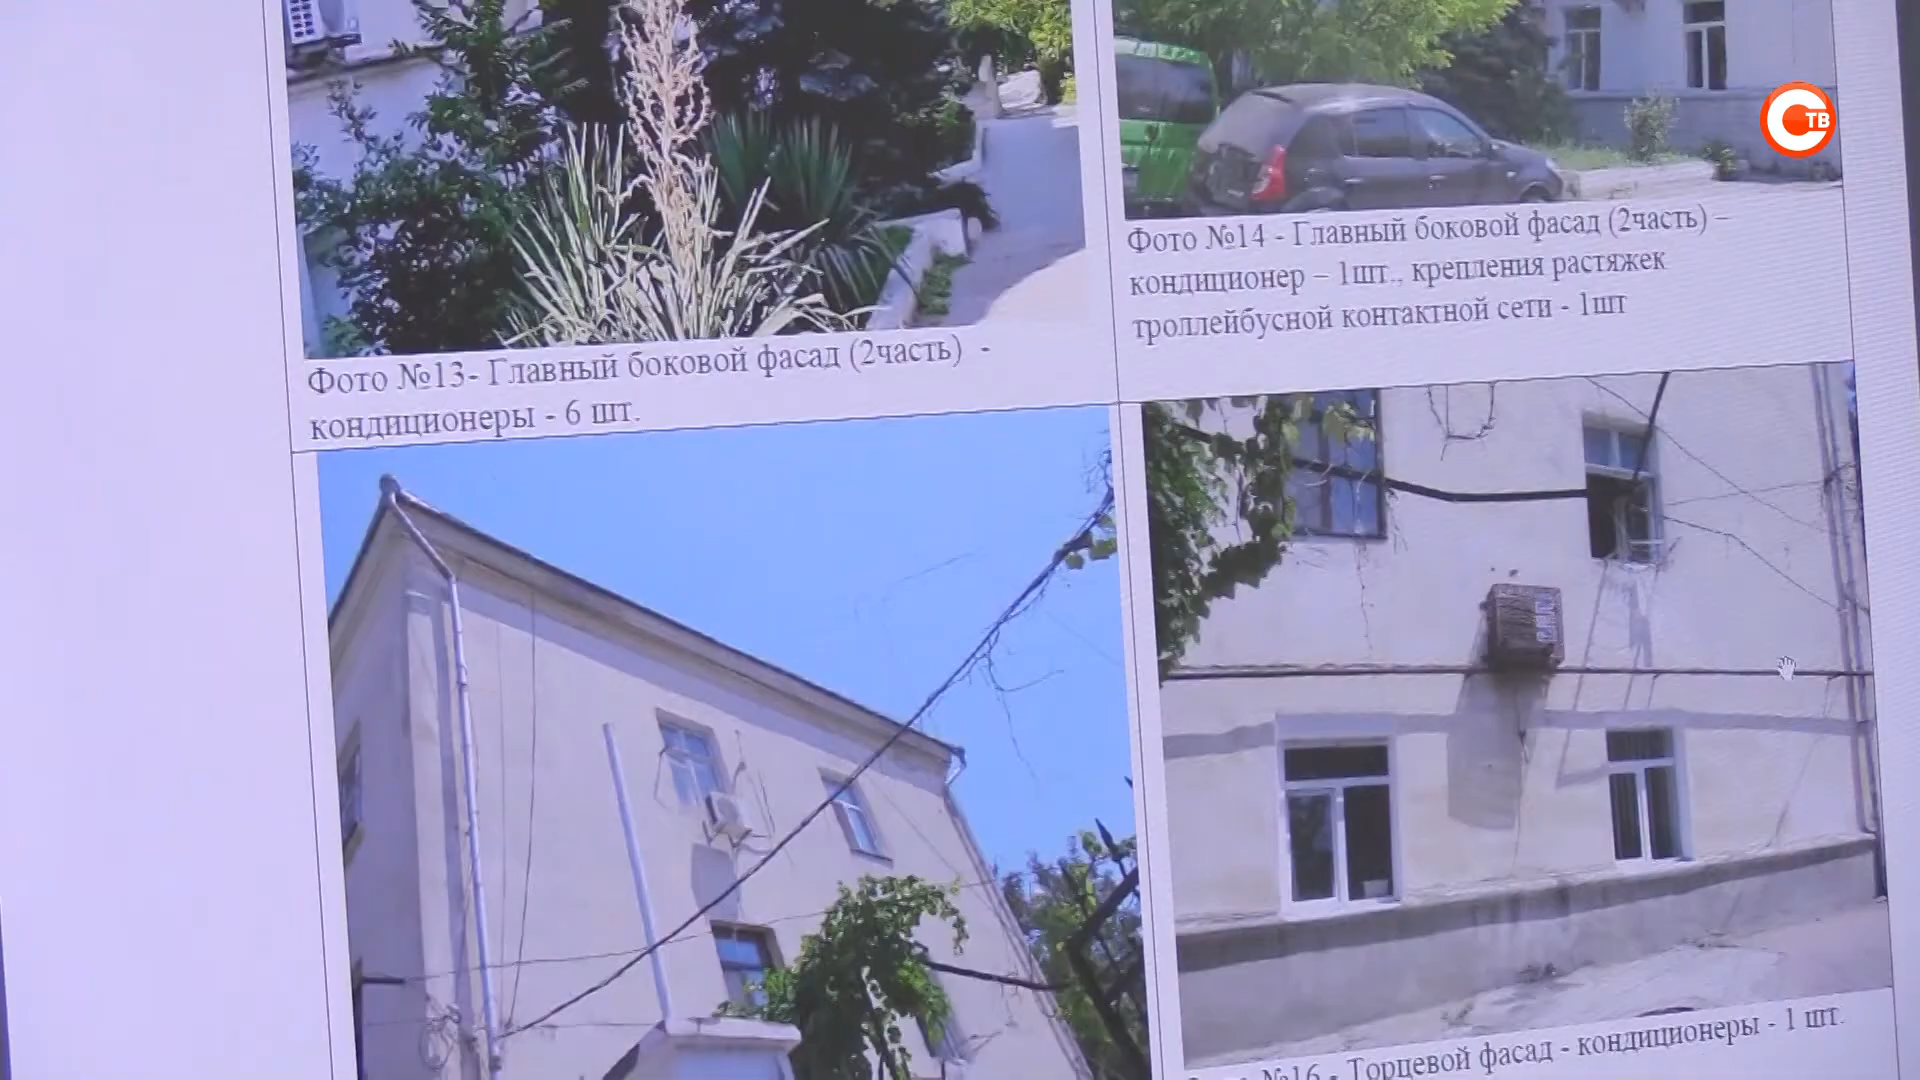 СТВ
Фото №14 - Главный боковой фасад (2часть) –
кондиционер – 1шт., крепления растяжек
троллейбусной контактной сети - 1шт
Фото №13- Главный боковой фасад (2часть) -
кондиционеры - 6 шт.
№16 - Торцевой фасад - кондиционеры - 1 шт.